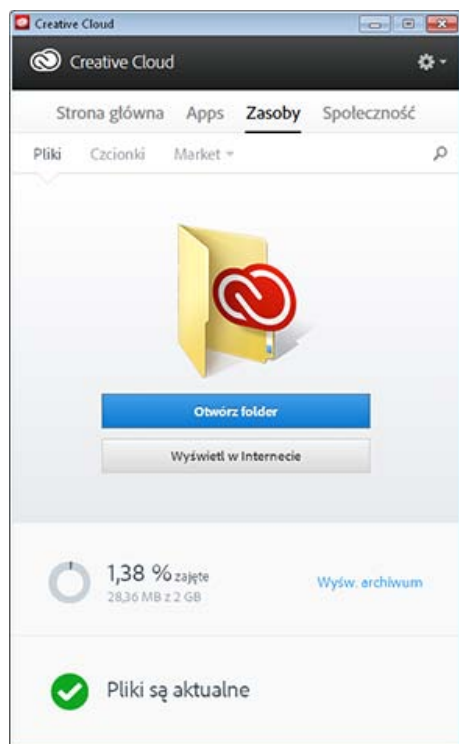 Creative Cloud
Creative Cloud
Strona główna Apps Zasoby Społeczność
Pliki Czcionki Market
Otwórz folder
Wyświetl w Internecie
1,38 % zajęte
28,36 MB z 2 GB
Wyśw. archiwum
Pliki są aktualne